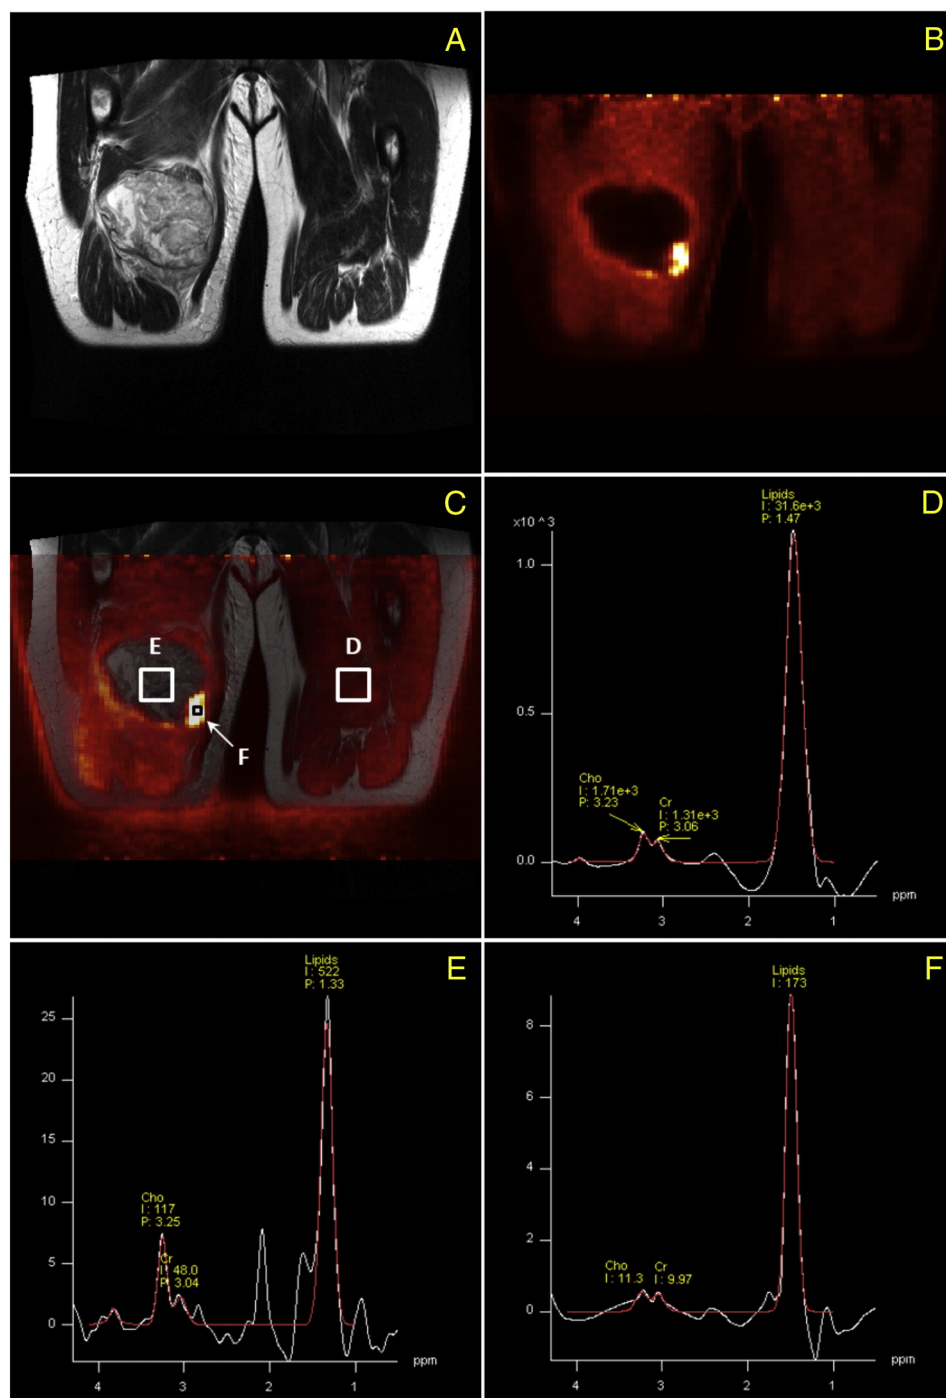 A
B
C
E
D
F
D
Lipids
I : 31.6e+3
P: 1.47
x10 ^ 3
1.0
0.5
0.0
Cho
I : 1.71e+3
P: 3.23
Cr
I : 1.31e+3
P: 3.06
ppm
4
3
2
1
E
Lipids
I : 522
P: 1.33
25
20
15
10
5
0
Cho
I : 117
P: 3.25
Cr
48.0
P: 3.04
ppm
4
3
2
1
F
Lipids
I : 173
8
6
4
2
0
Cho
I : 11.3
Cr
I : 9.97
ppm
4
3
2
1